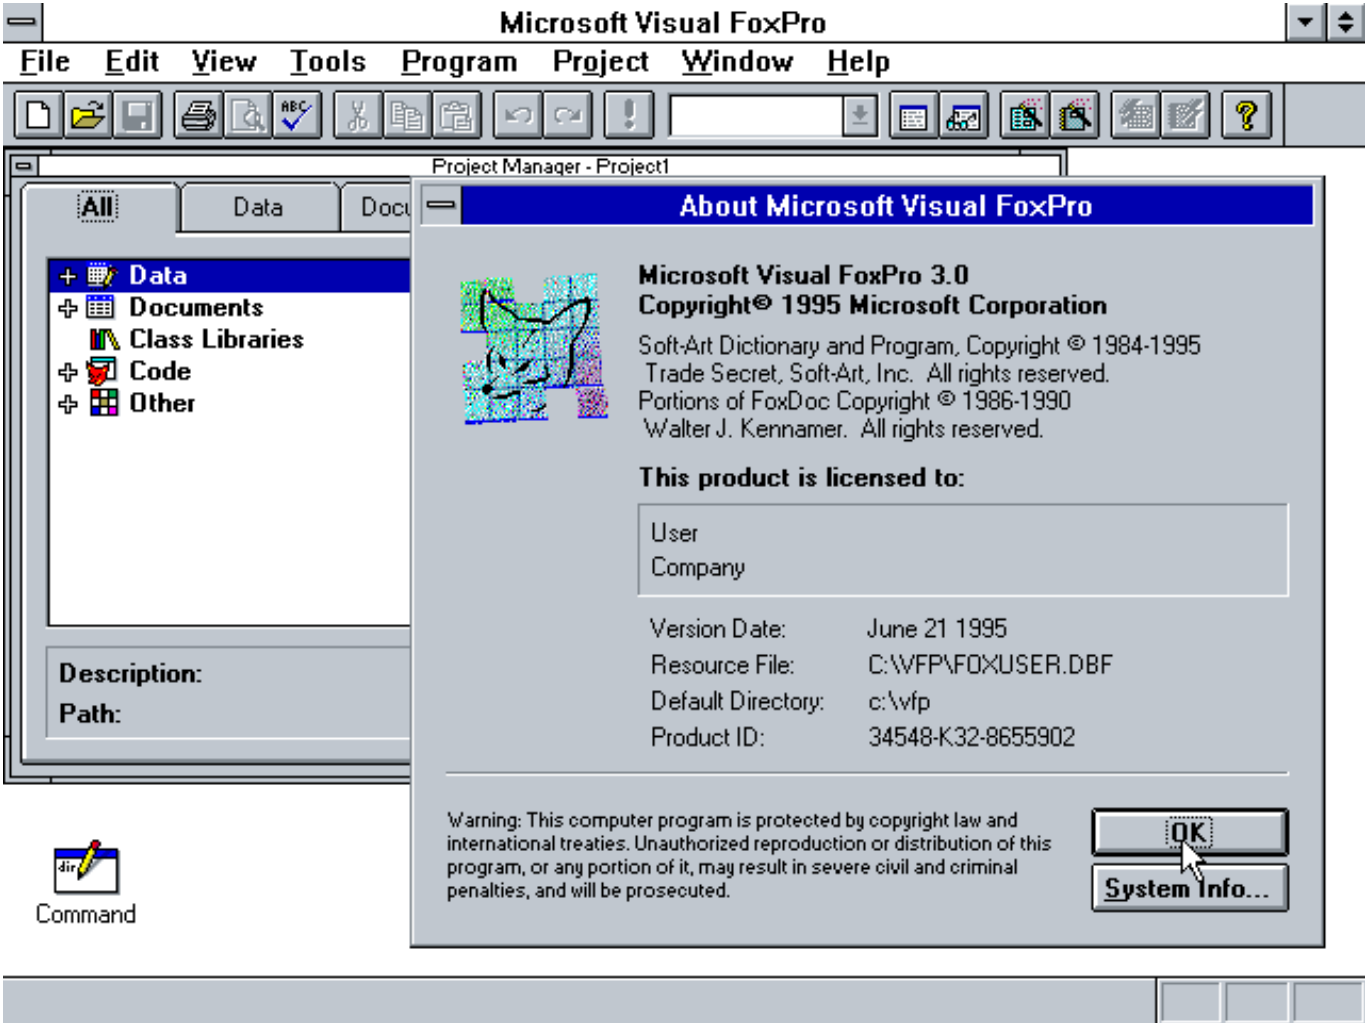 Microsoft Visual FoxPro
File Edit View Tools Program Project Window Help
ABC
Project Manager - Project1
All Data Docu
About Microsoft Visual FoxPro
Data
Documents
Class Libraries
Code
Other
Description:
Path:
Microsoft Visual FoxPro 3.0
Copyright© 1995 Microsoft Corporation
Soft-Art Dictionary and Program, Copyright © 1984-1995
Trade Secret, Soft-Art, Inc. All rights reserved.
Portions of FoxDoc Copyright © 1986-1990
Walter J. Kennamer. All rights reserved.
This product is licensed to:
User
Company
Version Date: June 21 1995
Resource File: C:\VFP\FOXUSER.DBF
Default Directory: c:\vfp
Product ID: 34548-K32-8655902
Warning: This computer program is protected by copyright law and
international treaties. Unauthorized reproduction or distribution of this
program, or any portion of it, may result in severe civil and criminal
penalties, and will be prosecuted.
OK
System Info...
dir
Command